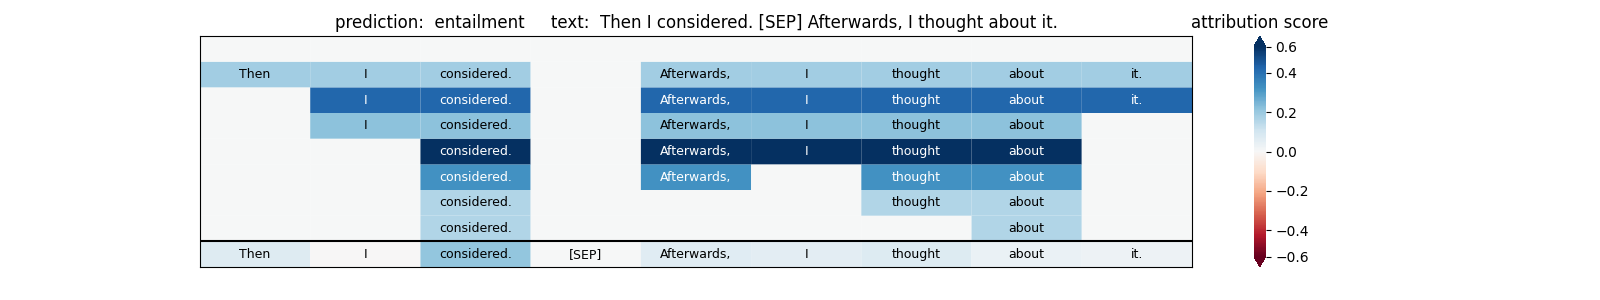 prediction:  entailment     text:  Then I considered. [SEP] Afterwards, I thought about it.
attribution score
Then I considered. Afterwards, I thought about it.
I considered. Afterwards, I thought about it.
I considered. Afterwards, I thought about
considered. Afterwards, I thought about
considered. Afterwards, thought about
considered. thought about
considered. about
Then I considered. [SEP] Afterwards, I thought about it.
0.6
0.4
0.2
0.0
−0.2
−0.4
−0.6